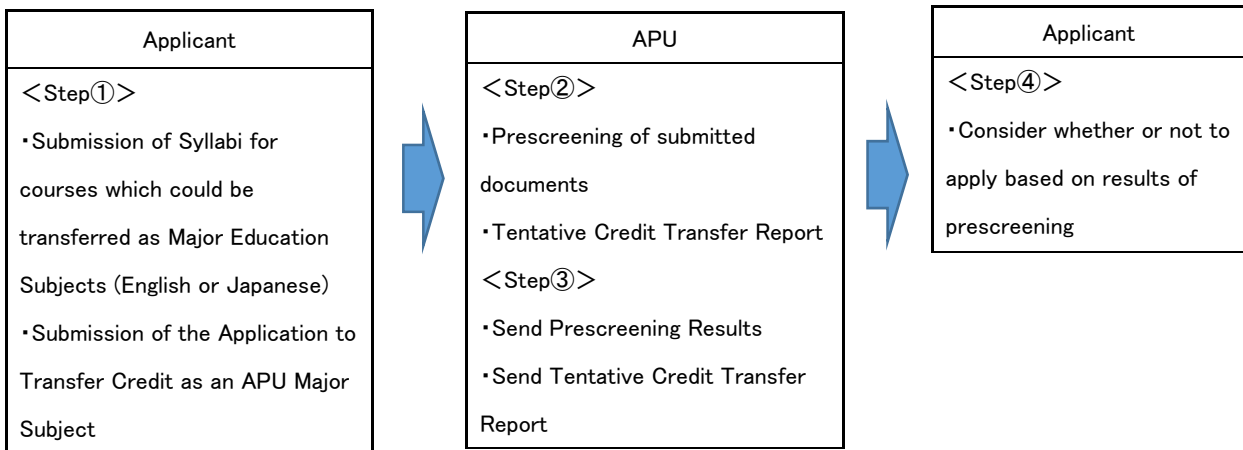 Applicant
<Step①>
・Submission of Syllabi for
courses which could be
transferred as Major Education
Subjects (English or Japanese)
・Submission of the Application to
Transfer Credit as an APU Major
Subject
APU
<Step②>
・Prescreening of submitted
documents
・Tentative Credit Transfer Report
<Step③>
・Send Prescreening Results
・Send Tentative Credit Transfer
Report
Applicant
<Step④>
・Consider whether or not to
apply based on results of
prescreening